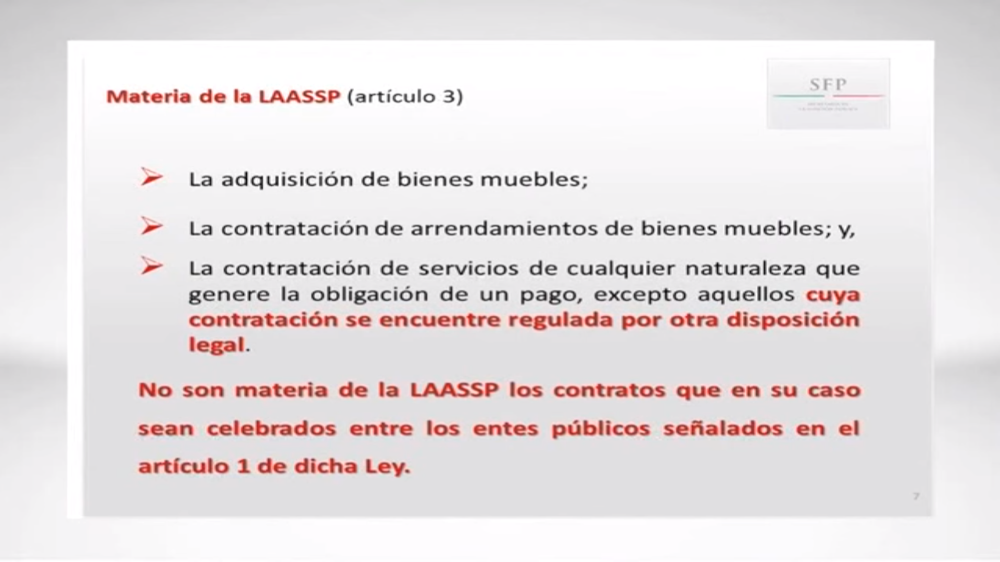 Materia de la LAASSP (artículo 3)
SFP
La adquisición de bienes muebles;
La contratación de arrendamientos de bienes muebles; y,
La contratación de servicios de cualquier naturaleza que
genere la obligación de un pago, excepto aquellos cuya
contratación se encuentre regulada por otra disposición
legal.
No son materia de la LAASSP los contratos que en su caso
sean celebrados entre los entes públicos señalados en el
artículo 1 de dicha Ley.
7